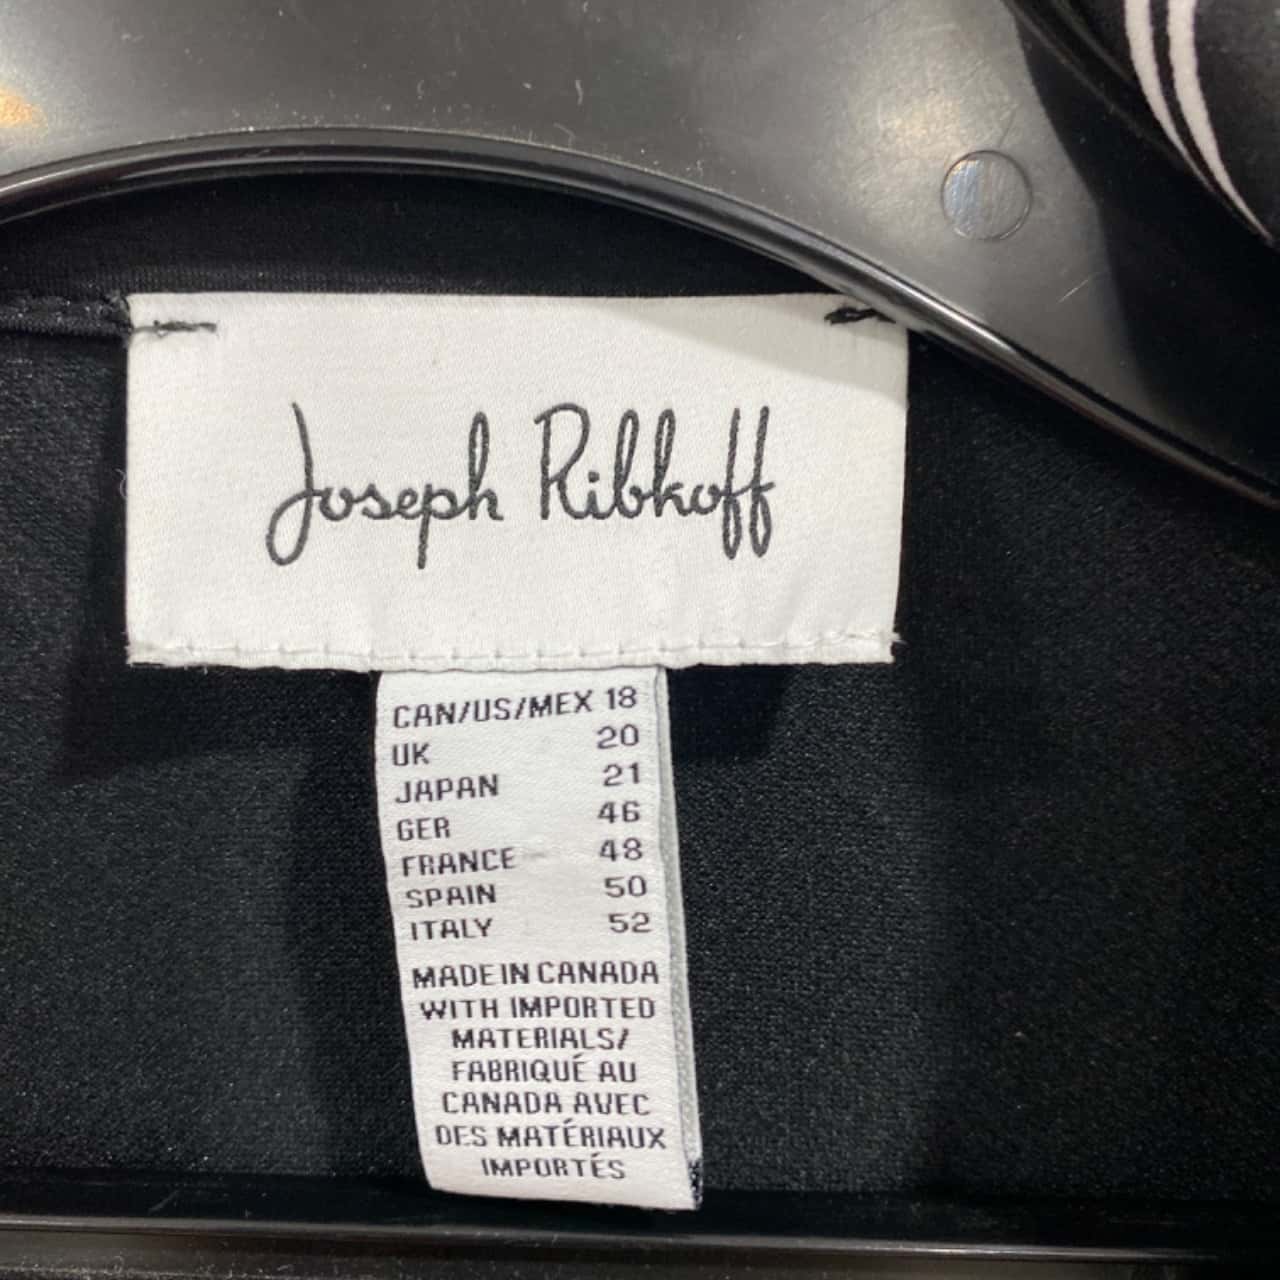 Joseph Ribkoff
CAN/US/MEX 18
UK 20
JAPAN 21
GER 46
FRANCE 48
SPAIN 50
ITALY 52
MADE IN CANADA
WITH IMPORTED
MATERIALS/
FABRIQUÉ AU
CANADA AVEC
DES MATÉRIAUX
IMPORTÉS